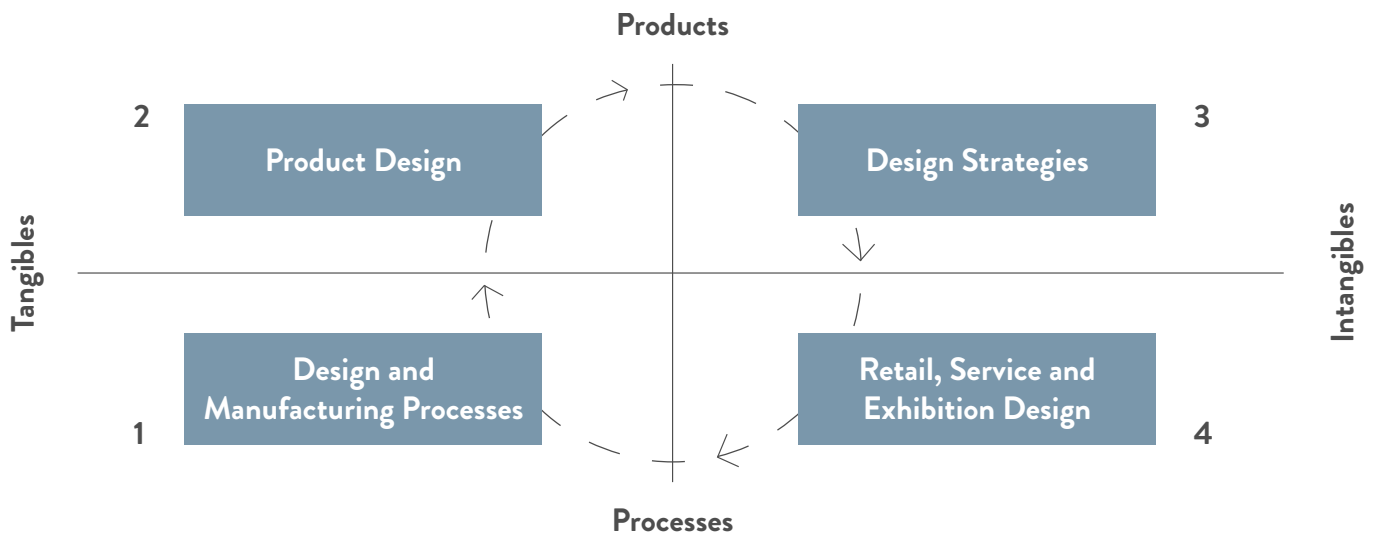 Products
2
Product Design
3
Design Strategies
Tangibles
Intangibles
Design and
Manufacturing Processes
1
Retail, Service and
Exhibition Design
4
Processes